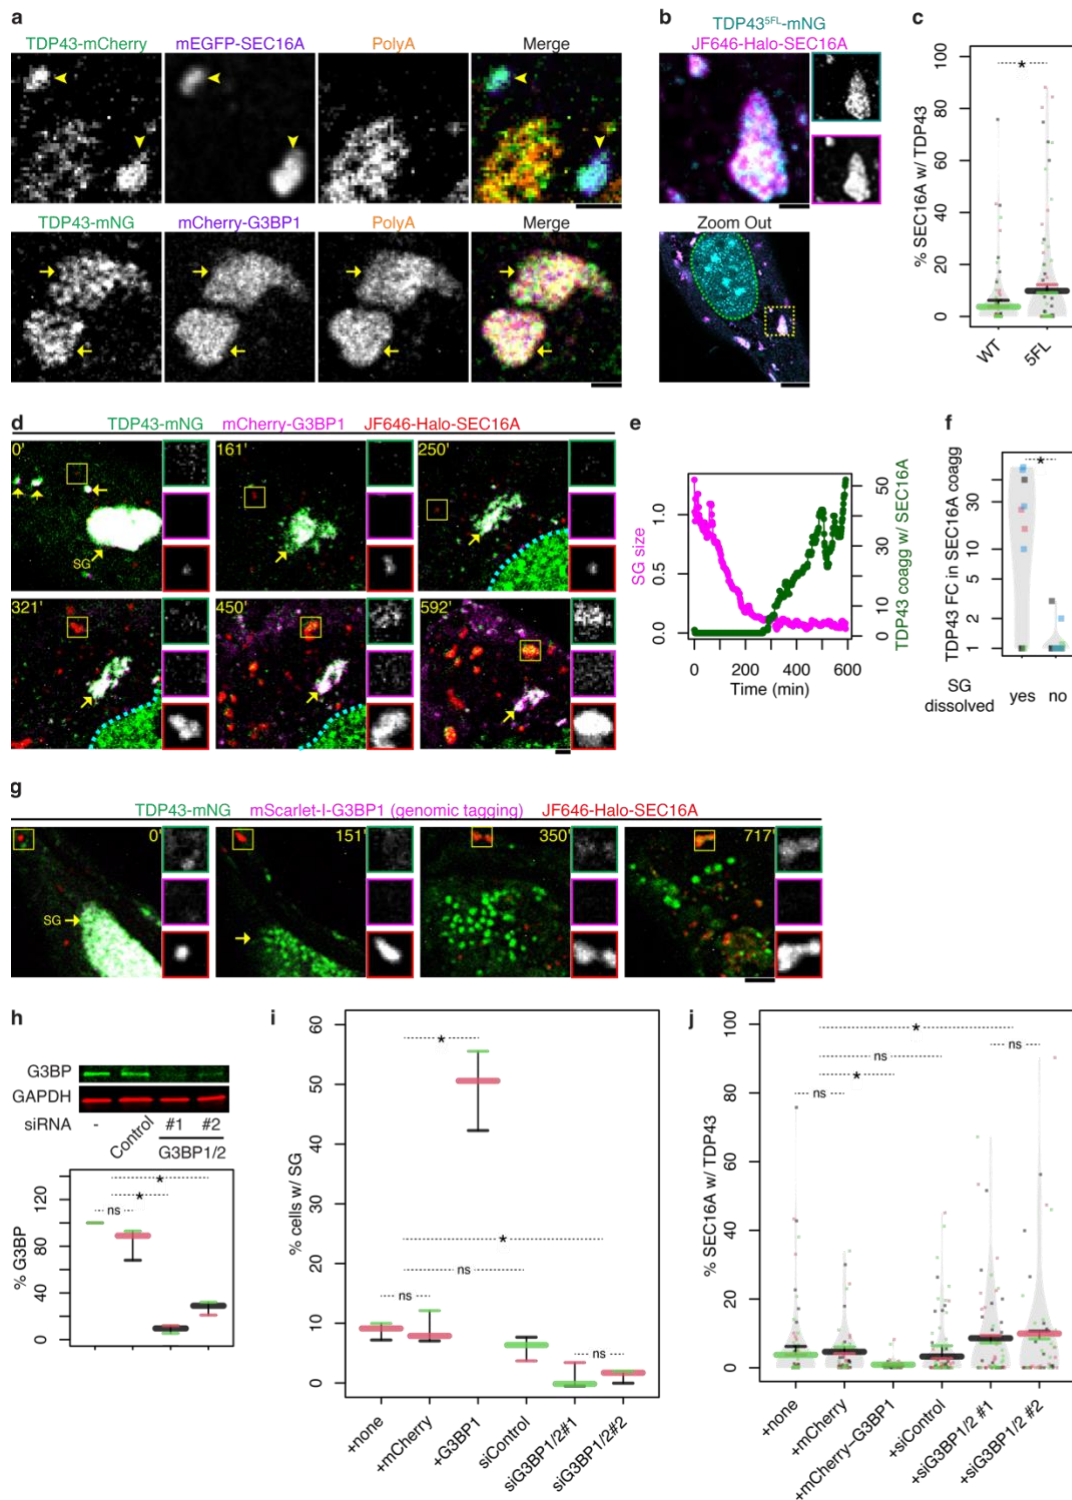 a
TDP43-mCherry mEGFP-SEC16A PolyA Merge
TDP43-mNG mCherry-G3BP1 PolyA Merge
b
TDP43⁵ᶠᴸ-mNG
JF646-Halo-SEC16A
Zoom Out
c
% SEC16A w/ TDP43
100
80
60
40
20
0
*
WT 5FL
d
TDP43-mNG mCherry-G3BP1 JF646-Halo-SEC16A
0' 161' 250'
SG
321' 450' 592'
e
SG size
1.0
0.5
0.0
50
30
10
0
TDP43 coagg w/ SEC16A
0 200 400 600
Time (min)
f
TDP43 FC in SEC16A coagg
30
10
5
2
1
*
SG
dissolved yes no
g
TDP43-mNG mScarlet-I-G3BP1 (genomic tagging) JF646-Halo-SEC16A
0' 151' 350' 717'
SG
h
G3BP
GAPDH
siRNA - Control #1 #2
G3BP1/2
% G3BP
120
80
40
0
*
*
ns
i
% cells w/ SG
60
50
40
30
20
10
0
*
*
ns
ns
ns
+none +mCherry +G3BP1 siControl siG3BP1/2#1 siG3BP1/2#2
j
% SEC16A w/ TDP43
100
80
60
40
20
0
*
ns
ns
*
ns
+none +mCherry +mCherry-G3BP1 +siControl +siG3BP1/2 #1 +siG3BP1/2 #2